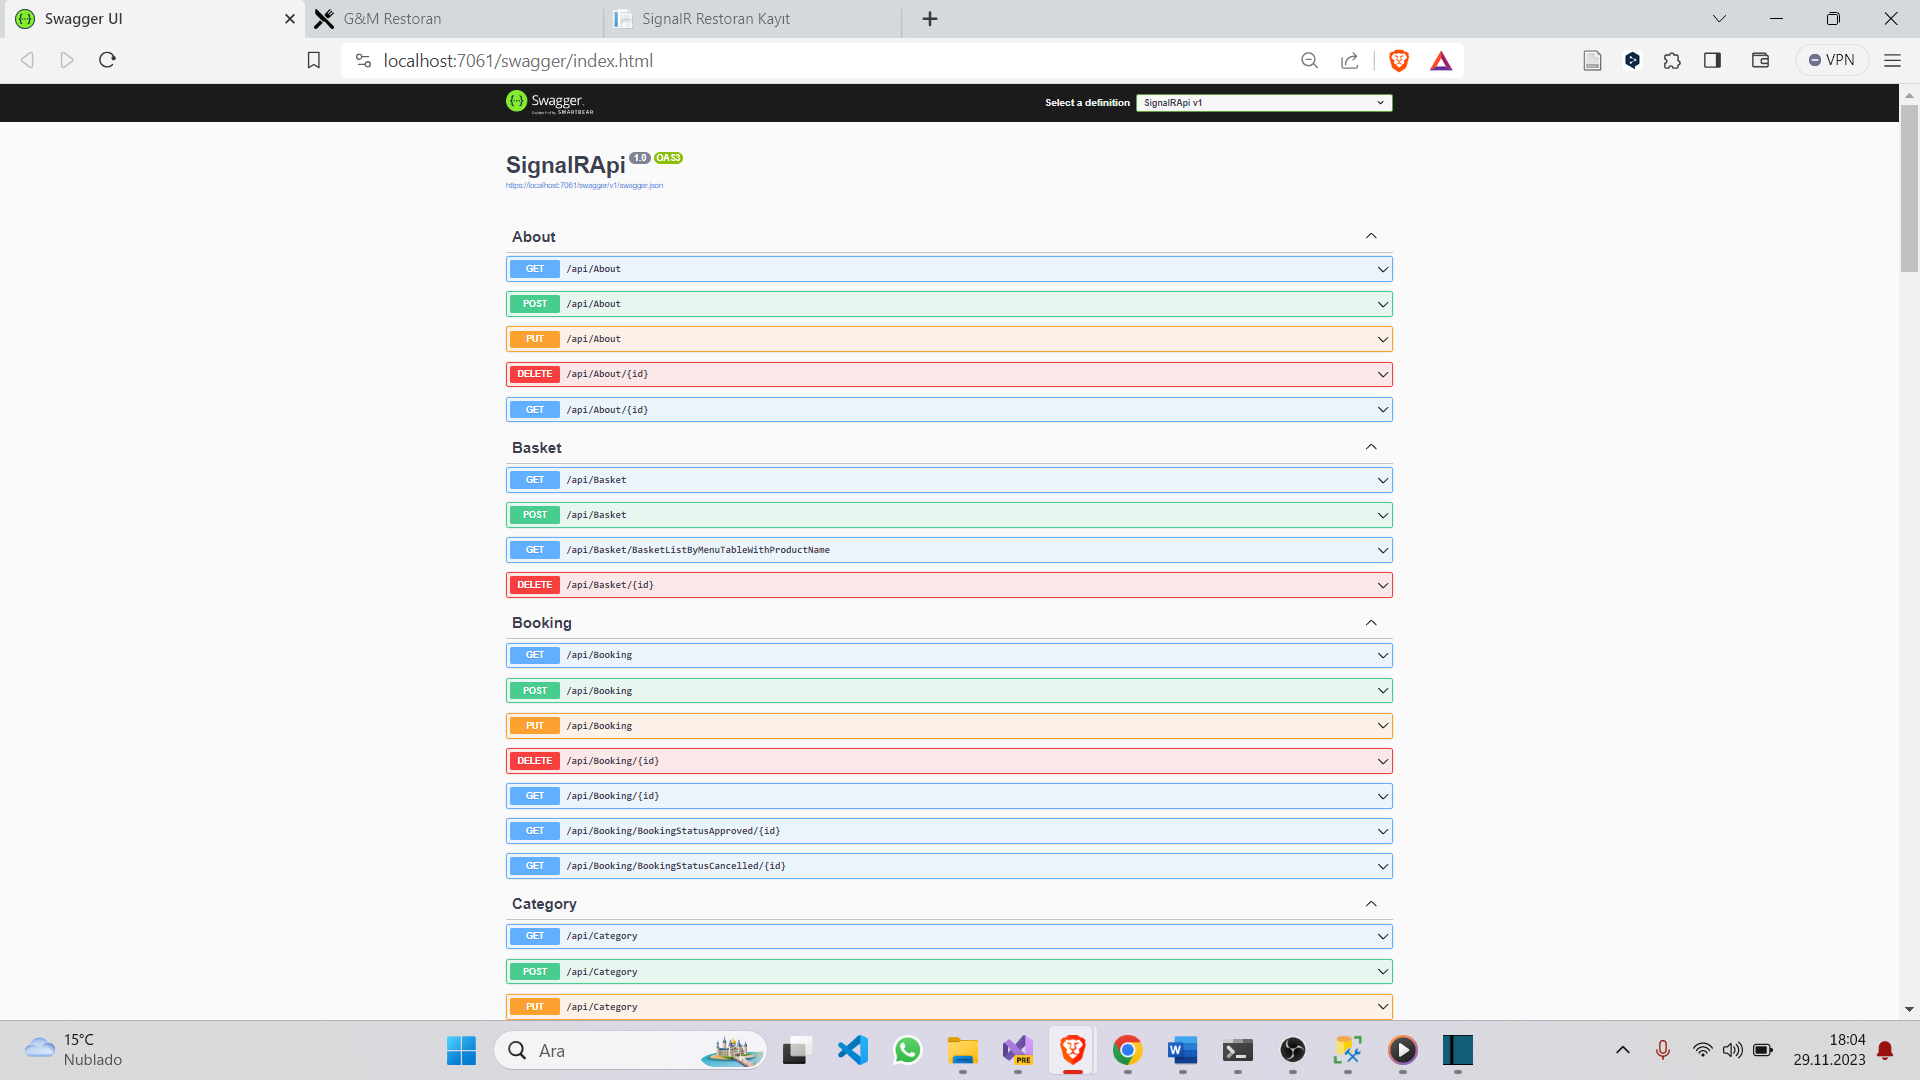 Swagger UI
G&M Restoran
SignalR Restoran Kayıt
localhost:7061/swagger/index.html
VPN
Swagger.
Supported by SMARTBEAR
Select a definition
SignalRApi v1
SignalRApi 1.0 OAS3
https://localhost:7061/swagger/v1/swagger.json
About
GET /api/About
POST /api/About
PUT /api/About
DELETE /api/About/{id}
GET /api/About/{id}
Basket
GET /api/Basket
POST /api/Basket
GET /api/Basket/BasketListByMenuTableWithProductName
DELETE /api/Basket/{id}
Booking
GET /api/Booking
POST /api/Booking
PUT /api/Booking
DELETE /api/Booking/{id}
GET /api/Booking/{id}
GET /api/Booking/BookingStatusApproved/{id}
GET /api/Booking/BookingStatusCancelled/{id}
Category
GET /api/Category
POST /api/Category
PUT /api/Category
15°C
Nublado
Ara
PRE
W
18:04
29.11.2023